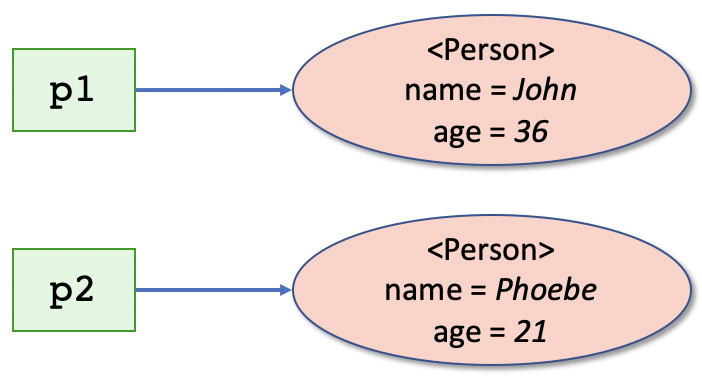 p1
<Person>
name = John
age = 36
p2
<Person>
name = Phoebe
age = 21